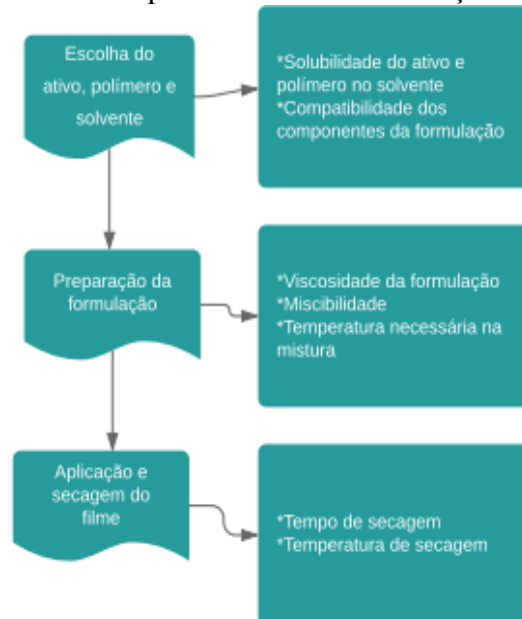 Escolha do
ativo, polímero e
solvente
*Solubilidade do ativo e
polímero no solvente
*Compatibilidade dos
componentes da formulação
Preparação da
formulação
*Viscosidade da formulação
*Miscibilidade
*Temperatura necessária na
mistura
Aplicação e
secagem do
filme
*Tempo de secagem
*Temperatura de secagem